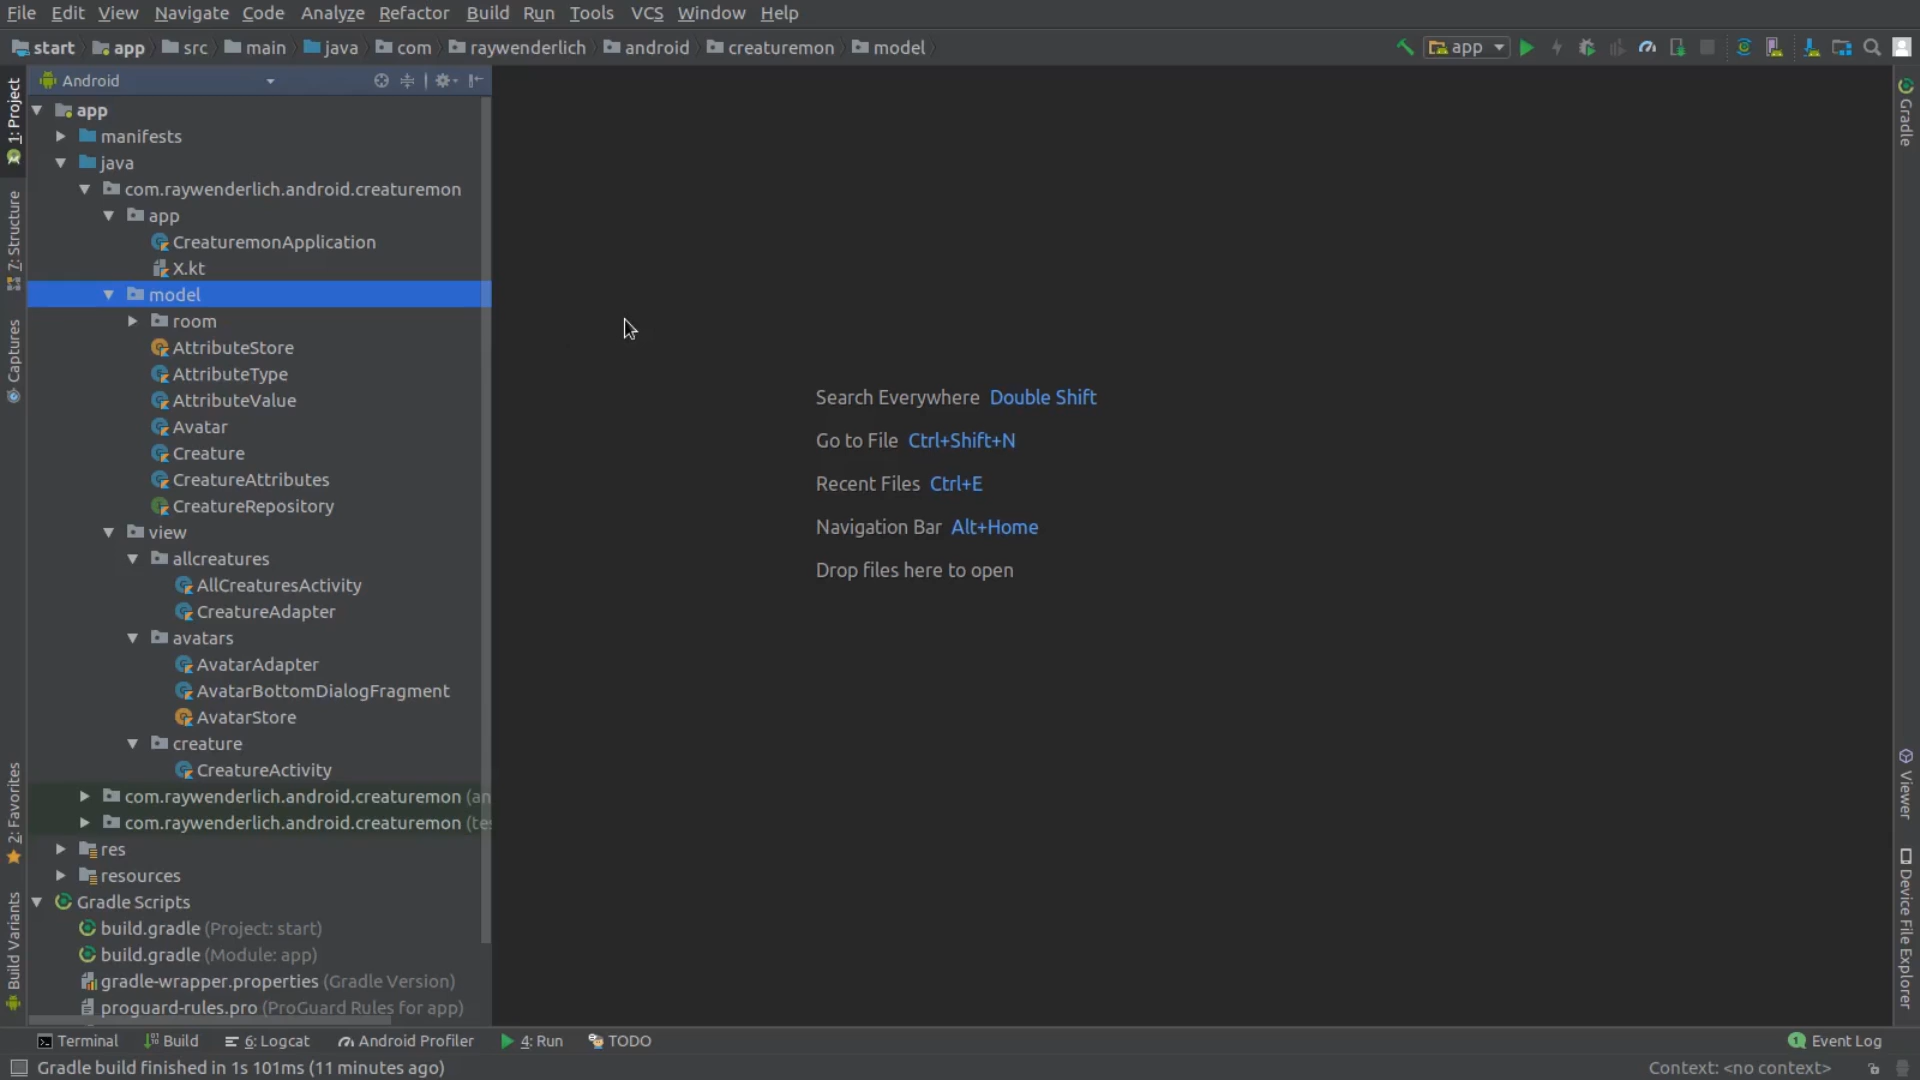 File Edit View Navigate Code Analyze Refactor Build Run Tools VCS Window Help
start app src main java com raywenderlich android creaturemon model
app
Android
1: Project
7: Structure
Captures
2: Favorites
Build Variants
app
manifests
java
com.raywenderlich.android.creaturemon
app
CreaturemonApplication
X.kt
model
room
AttributeStore
AttributeType
AttributeValue
Avatar
Creature
CreatureAttributes
CreatureRepository
view
allcreatures
AllCreaturesActivity
CreatureAdapter
avatars
AvatarAdapter
AvatarBottomDialogFragment
AvatarStore
creature
CreatureActivity
com.raywenderlich.android.creaturemon (an
com.raywenderlich.android.creaturemon (tes
res
resources
Gradle Scripts
build.gradle (Project: start)
build.gradle (Module: app)
gradle-wrapper.properties (Gradle Version)
proguard-rules.pro (ProGuard Rules for app)
Search Everywhere Double Shift
Go to File Ctrl+Shift+N
Recent Files Ctrl+E
Navigation Bar Alt+Home
Drop files here to open
Gradle
Viewer
Device File Explorer
Terminal Build 6: Logcat Android Profiler 4: Run TODO
1 Event Log
Gradle build finished in 1s 101ms (11 minutes ago)
Context: <no context>